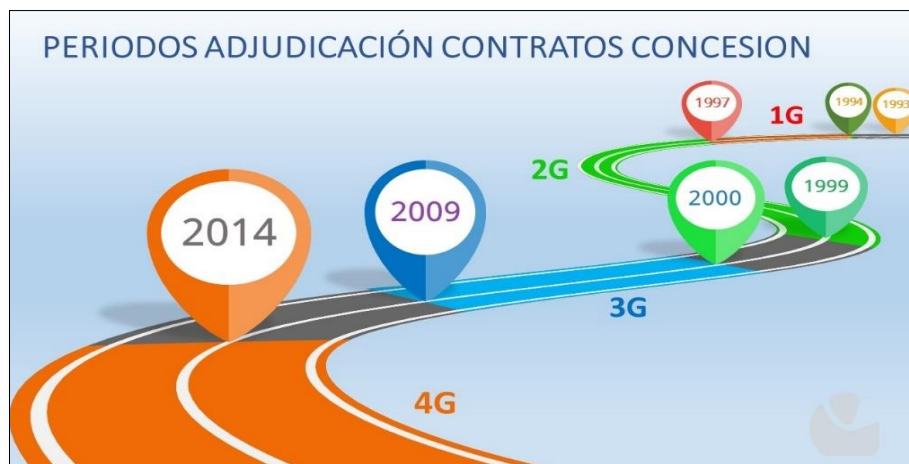 PERIODOS ADJUDICACIÓN CONTRATOS CONCESION
1997
1994
1993
1G
2G
2000
1999
2009
2014
3G
4G